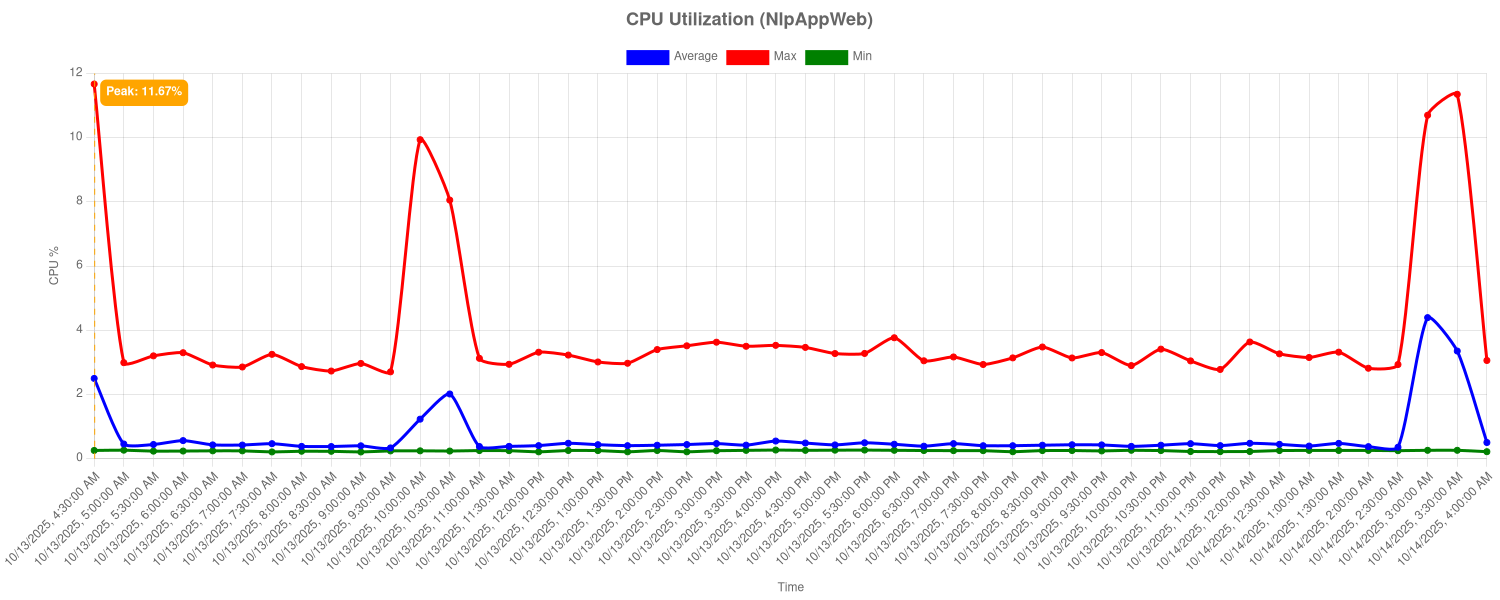 CPU Utilization (NlpAppWeb)
Average Max Min
12
Peak: 11.67%
10
8
6
4
2
0
CPU %
10/13/2025, 4:30:00 AM
10/13/2025, 5:00:00 AM
10/13/2025, 5:30:00 AM
10/13/2025, 6:00:00 AM
10/13/2025, 6:30:00 AM
10/13/2025, 7:00:00 AM
10/13/2025, 7:30:00 AM
10/13/2025, 8:00:00 AM
10/13/2025, 8:30:00 AM
10/13/2025, 9:00:00 AM
10/13/2025, 9:30:00 AM
10/13/2025, 10:00:00 AM
10/13/2025, 10:30:00 AM
10/13/2025, 11:00:00 AM
10/13/2025, 11:30:00 AM
10/13/2025, 12:00:00 PM
10/13/2025, 12:30:00 PM
10/13/2025, 1:00:00 PM
10/13/2025, 1:30:00 PM
10/13/2025, 2:00:00 PM
10/13/2025, 2:30:00 PM
10/13/2025, 3:00:00 PM
10/13/2025, 3:30:00 PM
10/13/2025, 4:00:00 PM
10/13/2025, 4:30:00 PM
10/13/2025, 5:00:00 PM
10/13/2025, 5:30:00 PM
10/13/2025, 6:00:00 PM
10/13/2025, 6:30:00 PM
10/13/2025, 7:00:00 PM
10/13/2025, 7:30:00 PM
10/13/2025, 8:00:00 PM
10/13/2025, 8:30:00 PM
10/13/2025, 9:00:00 PM
10/13/2025, 9:30:00 PM
10/13/2025, 10:00:00 PM
10/13/2025, 10:30:00 PM
10/13/2025, 11:00:00 PM
10/13/2025, 11:30:00 PM
10/14/2025, 12:00:00 AM
10/14/2025, 12:30:00 AM
10/14/2025, 1:00:00 AM
10/14/2025, 1:30:00 AM
10/14/2025, 2:00:00 AM
10/14/2025, 2:30:00 AM
10/14/2025, 3:00:00 AM
10/14/2025, 3:30:00 AM
10/14/2025, 4:00:00 AM
Time